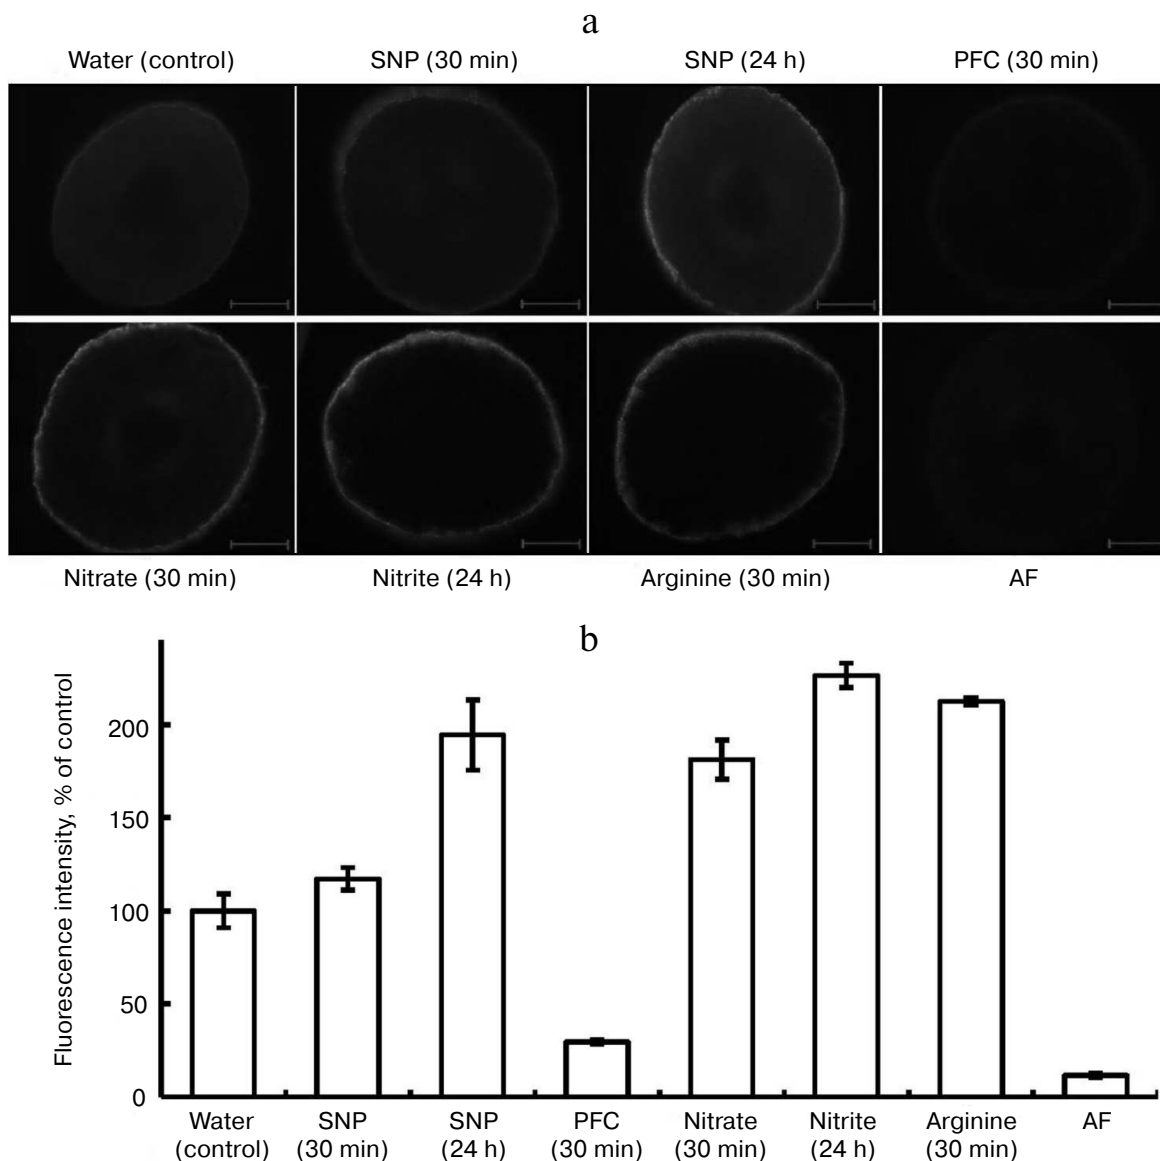 a
Water (control) SNP (30 min) SNP (24 h) PFC (30 min)
Nitrate (30 min) Nitrite (24 h) Arginine (30 min) AF
b
Fluorescence intensity, % of control
200
150
100
50
0
Water SNP SNP PFC Nitrate Nitrite Arginine AF
(control) (30 min) (24 h) (30 min) (30 min) (24 h) (30 min)